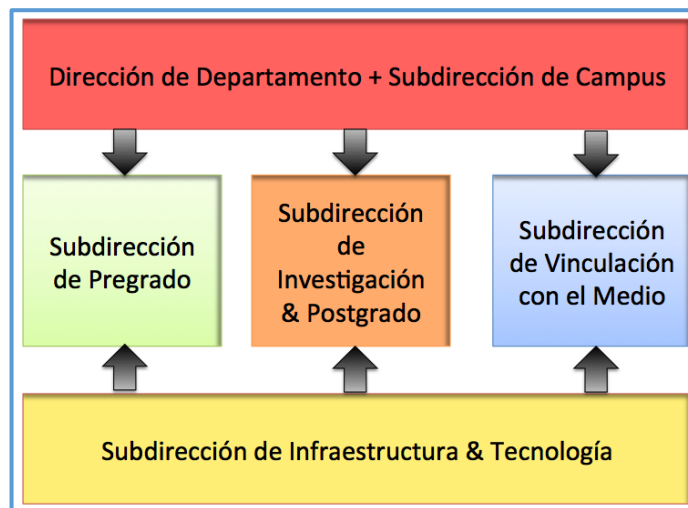 Dirección de Departamento + Subdirección de Campus
Subdirección
de Pregrado
Subdirección
de
Investigación
& Postgrado
Subdirección
de Vinculación
con el Medio
Subdirección de Infraestructura & Tecnología